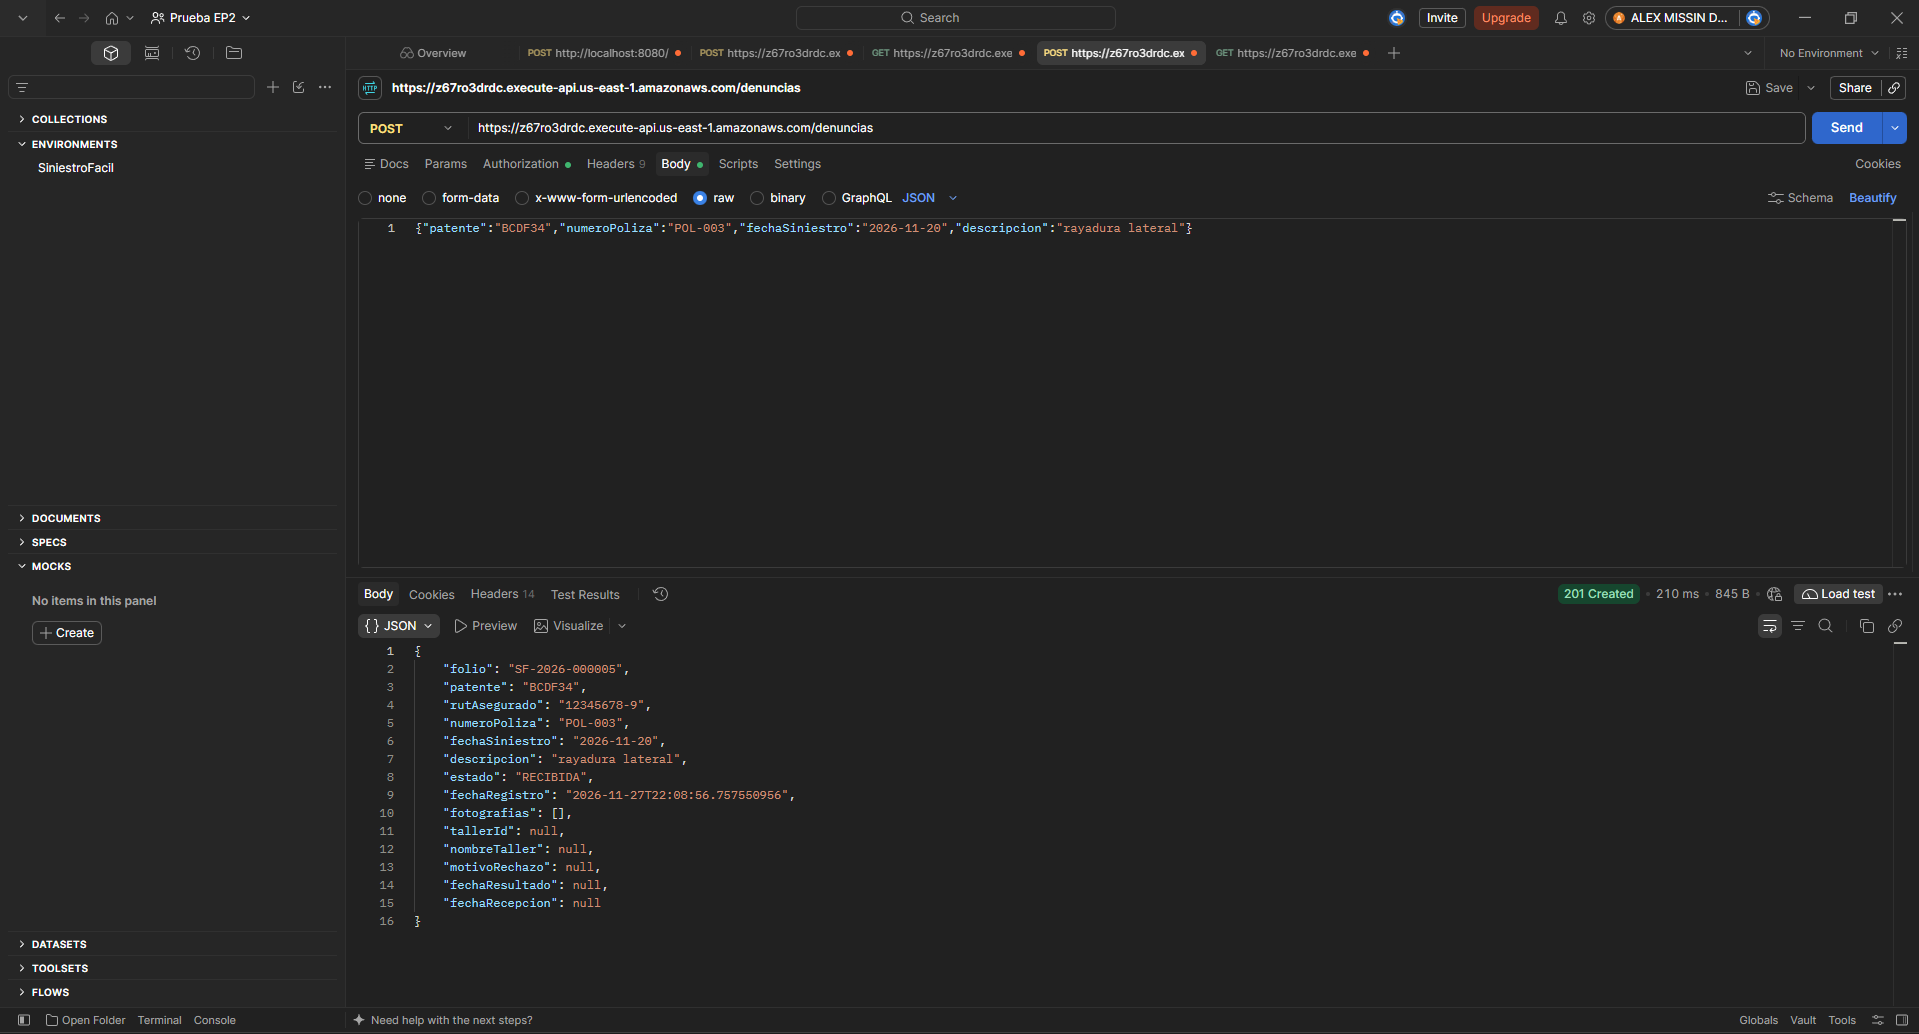 Prueba EP2
Search
Invite
Upgrade
ALEX MISSIN D...
Overview
POST http://localhost:8080/
POST https://z67ro3drdc.ex
GET https://z67ro3drdc.exe
POST https://z67ro3drdc.ex
GET https://z67ro3drdc.exe
No Environment
HTTP https://z67ro3drdc.execute-api.us-east-1.amazonaws.com/denuncias
Save
Share
COLLECTIONS
ENVIRONMENTS
SiniestroFacil
POST https://z67ro3drdc.execute-api.us-east-1.amazonaws.com/denuncias
Send
Docs Params Authorization Headers 9 Body Scripts Settings
Cookies
none form-data x-www-form-urlencoded raw binary GraphQL JSON
Schema Beautify
1 {"patente":"BCDF34","numeroPoliza":"POL-003","fechaSiniestro":"2026-11-20","descripcion":"rayadura lateral"}
DOCUMENTS
SPECS
MOCKS
No items in this panel
Create
DATASETS
TOOLSETS
FLOWS
Body Cookies Headers 14 Test Results
201 Created • 210 ms • 845 B •
Load test
{} JSON Preview Visualize
1 {
2 "folio": "SF-2026-000005",
3 "patente": "BCDF34",
4 "rutAsegurado": "12345678-9",
5 "numeroPoliza": "POL-003",
6 "fechaSiniestro": "2026-11-20",
7 "descripcion": "rayadura lateral",
8 "estado": "RECIBIDA",
9 "fechaRegistro": "2026-11-27T22:08:56.757550956",
10 "fotografias": [],
11 "tallerId": null,
12 "nombreTaller": null,
13 "motivoRechazo": null,
14 "fechaResultado": null,
15 "fechaRecepcion": null
16 }
Open Folder Terminal Console
Need help with the next steps?
Globals Vault Tools